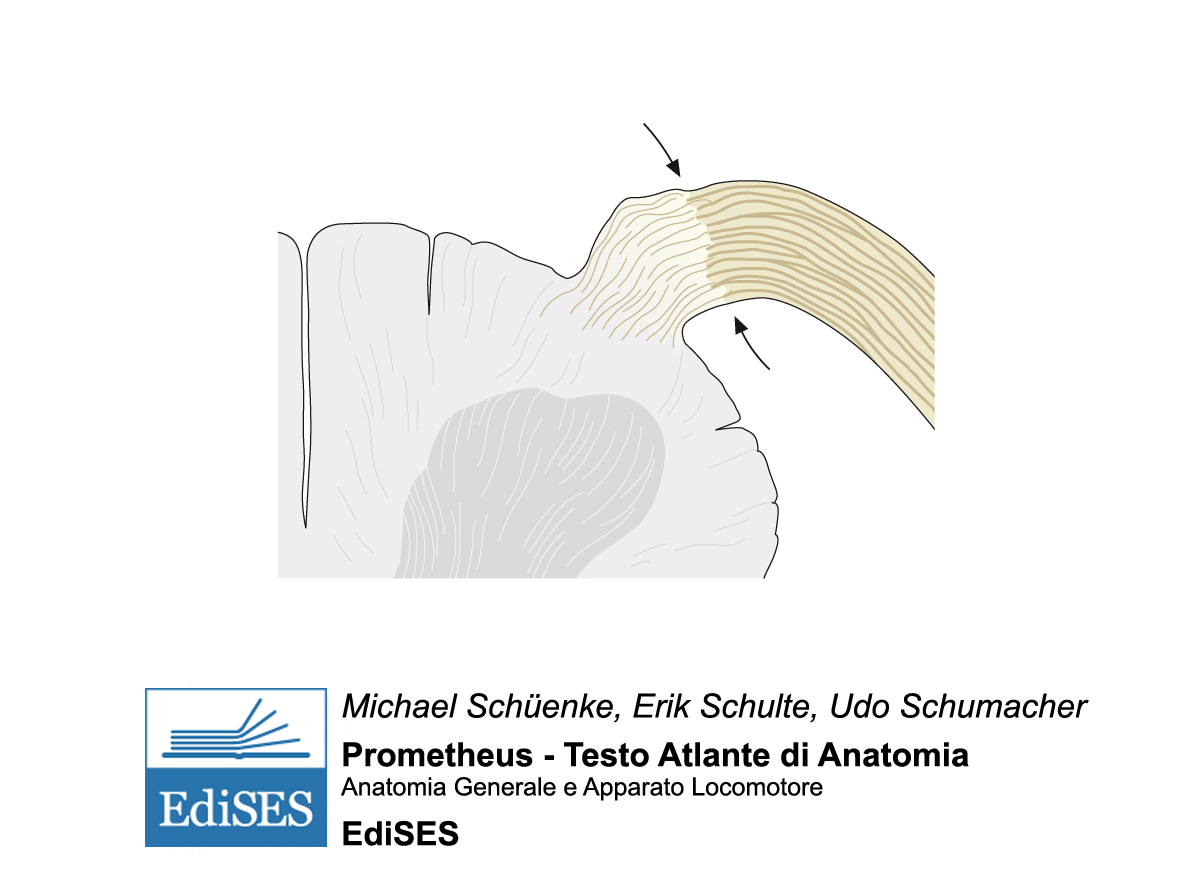 Michael Schüenke, Erik Schulte, Udo Schumacher
Prometheus - Testo Atlante di Anatomia
Anatomia Generale e Apparato Locomotore
EdiSES
EdiSES